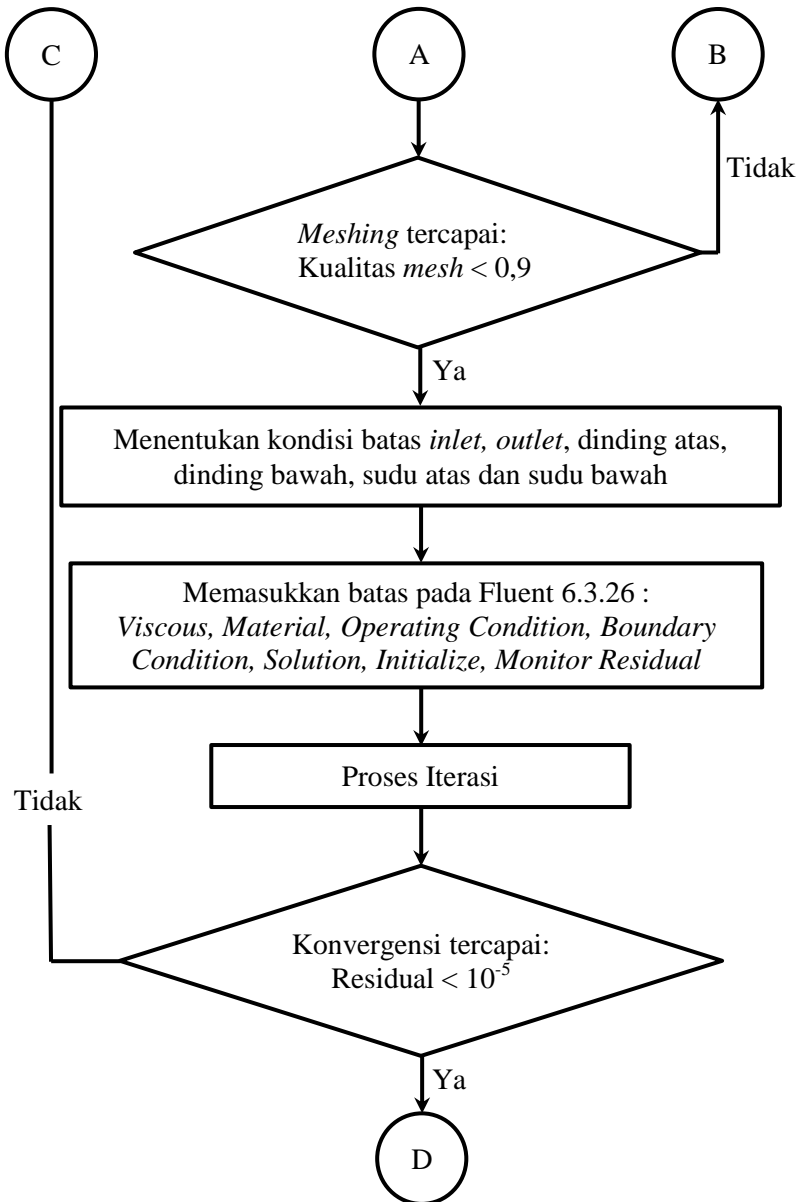 C
A
B
Tidak
Meshing tercapai:
Kualitas mesh < 0,9
Ya
Menentukan kondisi batas inlet, outlet, dinding atas,
dinding bawah, sudu atas dan sudu bawah
Memasukkan batas pada Fluent 6.3.26 :
Viscous, Material, Operating Condition, Boundary
Condition, Solution, Initialize, Monitor Residual
Proses Iterasi
Tidak
Konvergensi tercapai:
Residual < 10⁻⁵
Ya
D